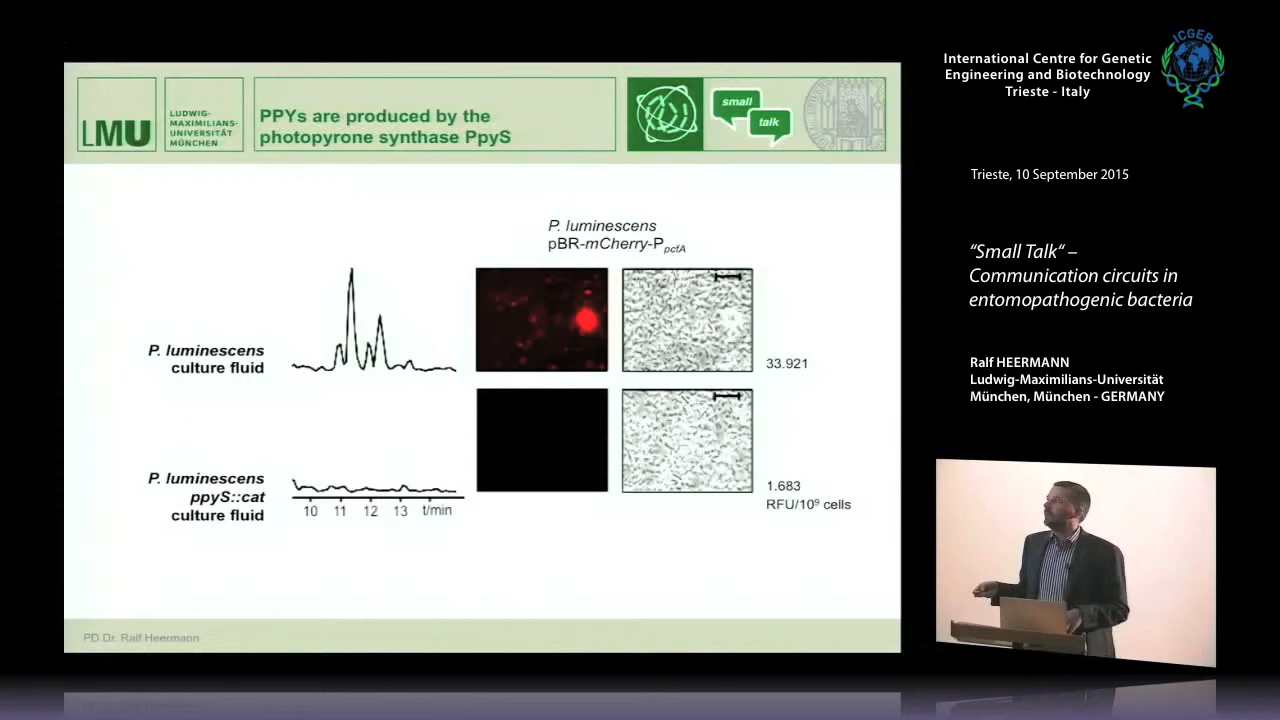 LMU
LUDWIG-
MAXIMILIANS-
UNIVERSITÄT
MÜNCHEN
PPYs are produced by the
photopyrone synthase PpyS
small
talk
P. luminescens
pBR-mCherry-PpcfA
P. luminescens
culture fluid
33.921
P. luminescens
ppyS::cat
culture fluid
10 11 12 13 t/min
1.683
RFU/10⁹ cells
PD Dr. Ralf Heermann
International Centre for Genetic
Engineering and Biotechnology
Trieste - Italy
ICGEB
Trieste, 10 September 2015
“Small Talk“ –
Communication circuits in
entomopathogenic bacteria
Ralf HEERMANN
Ludwig-Maximilians-Universität
München, München - GERMANY